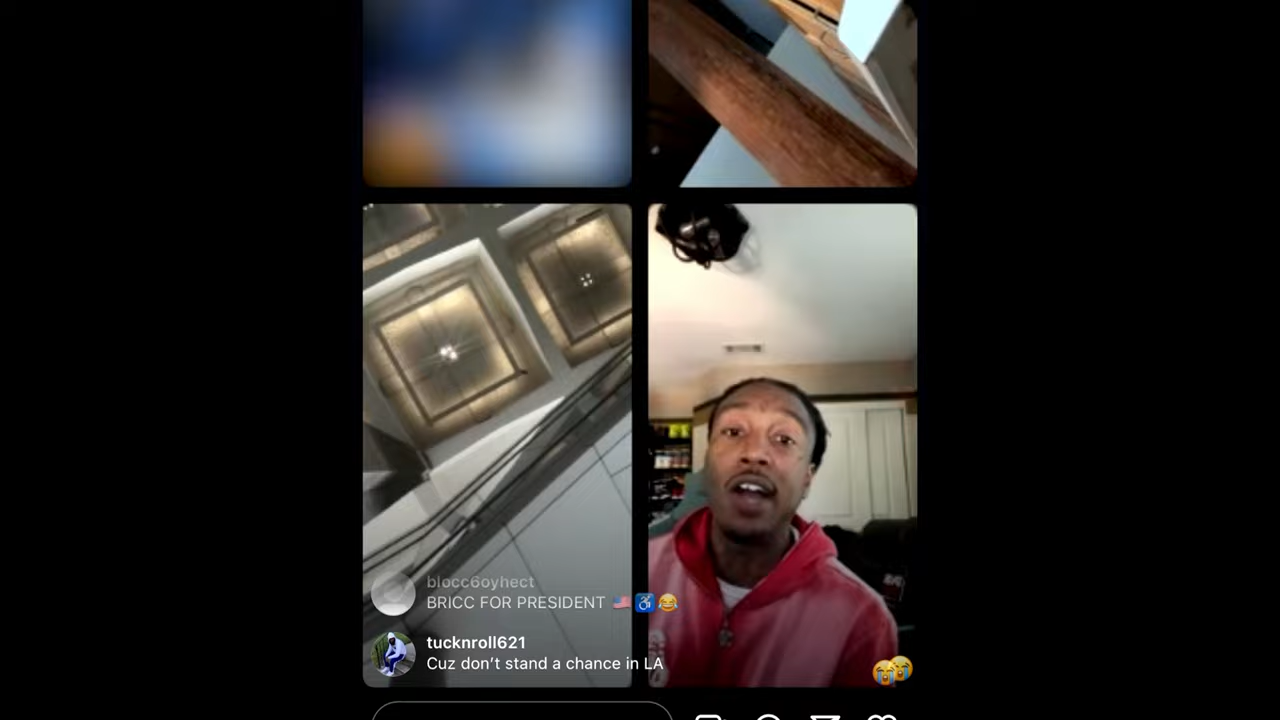 blocc6oyhect
BRICC FOR PRESIDENT 🇺🇸♿😂
tucknroll621
Cuz don't stand a chance in LA